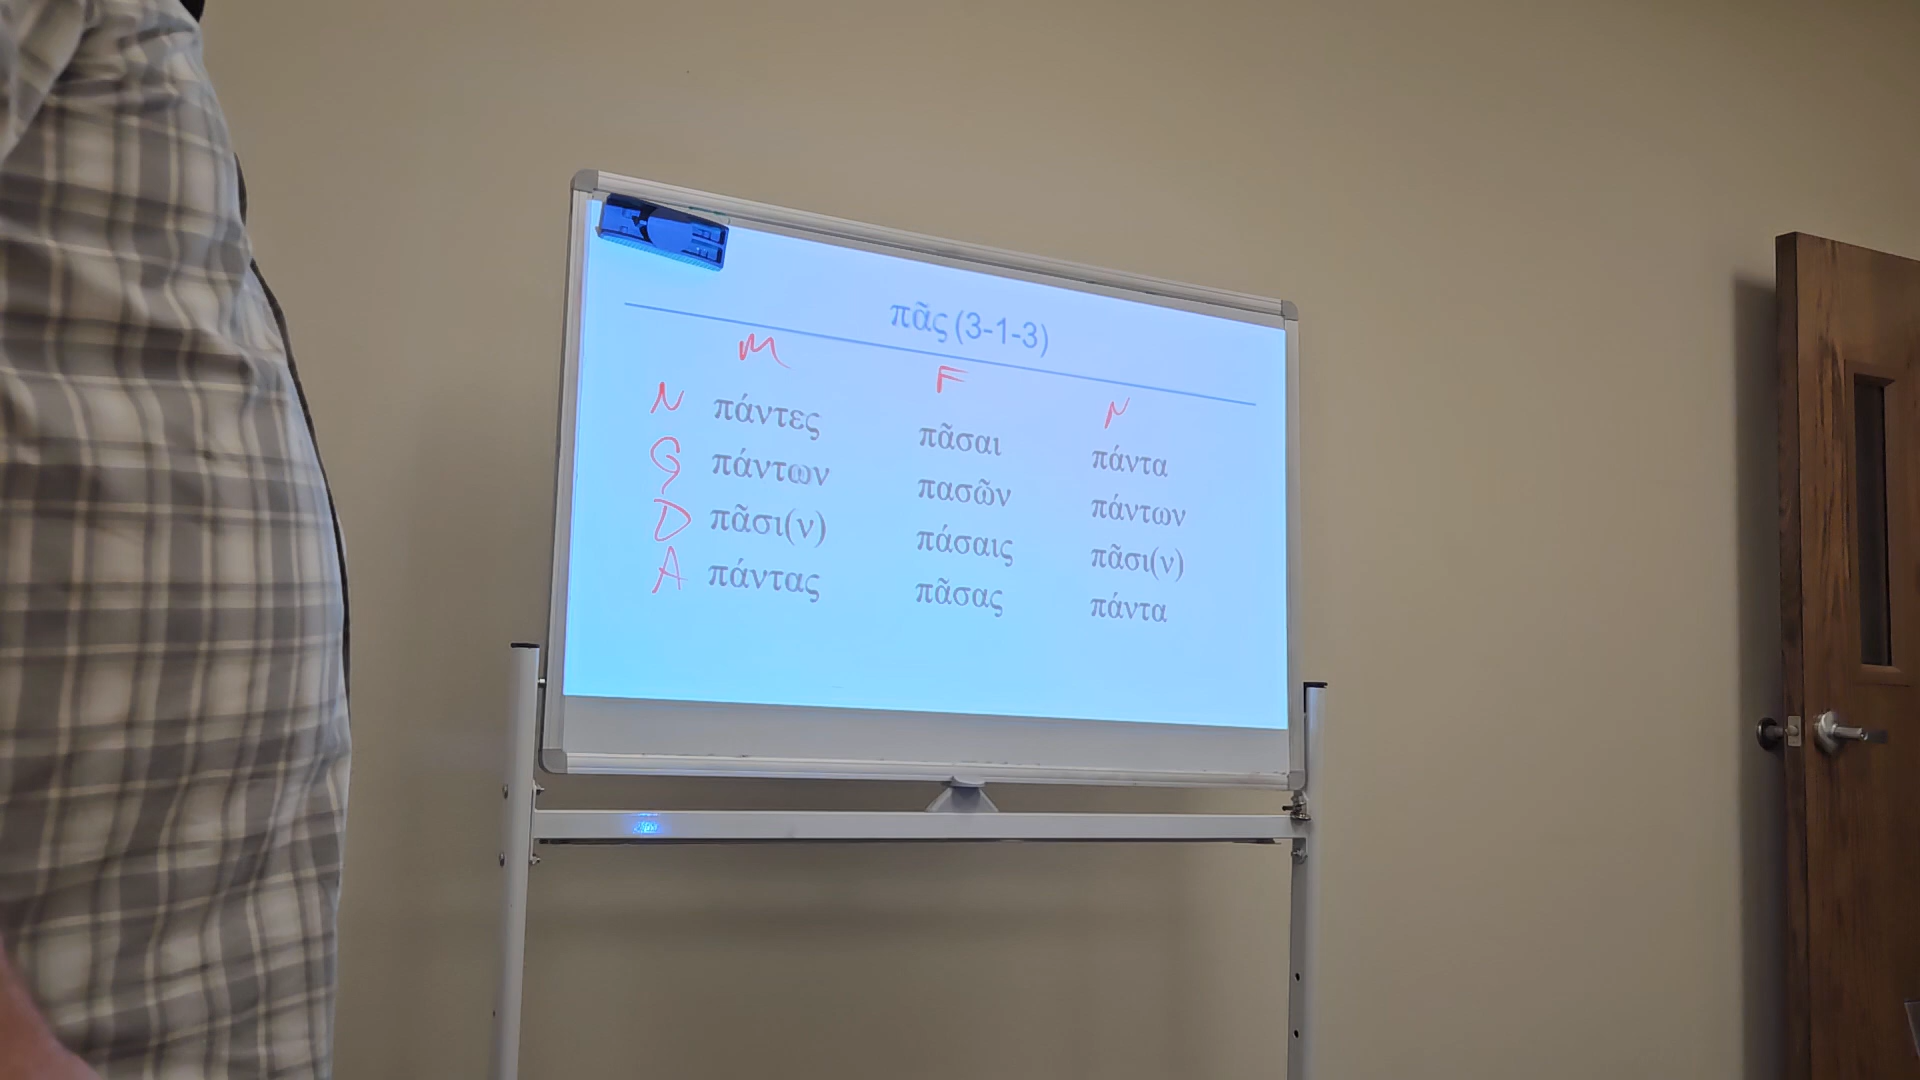 πᾶς (3-1-3)
M F N
N πάντες πᾶσαι πάντα
G πάντων πασῶν πάντων
D πᾶσι(ν) πάσαις πᾶσι(ν)
A πάντας πᾶσας πάντα